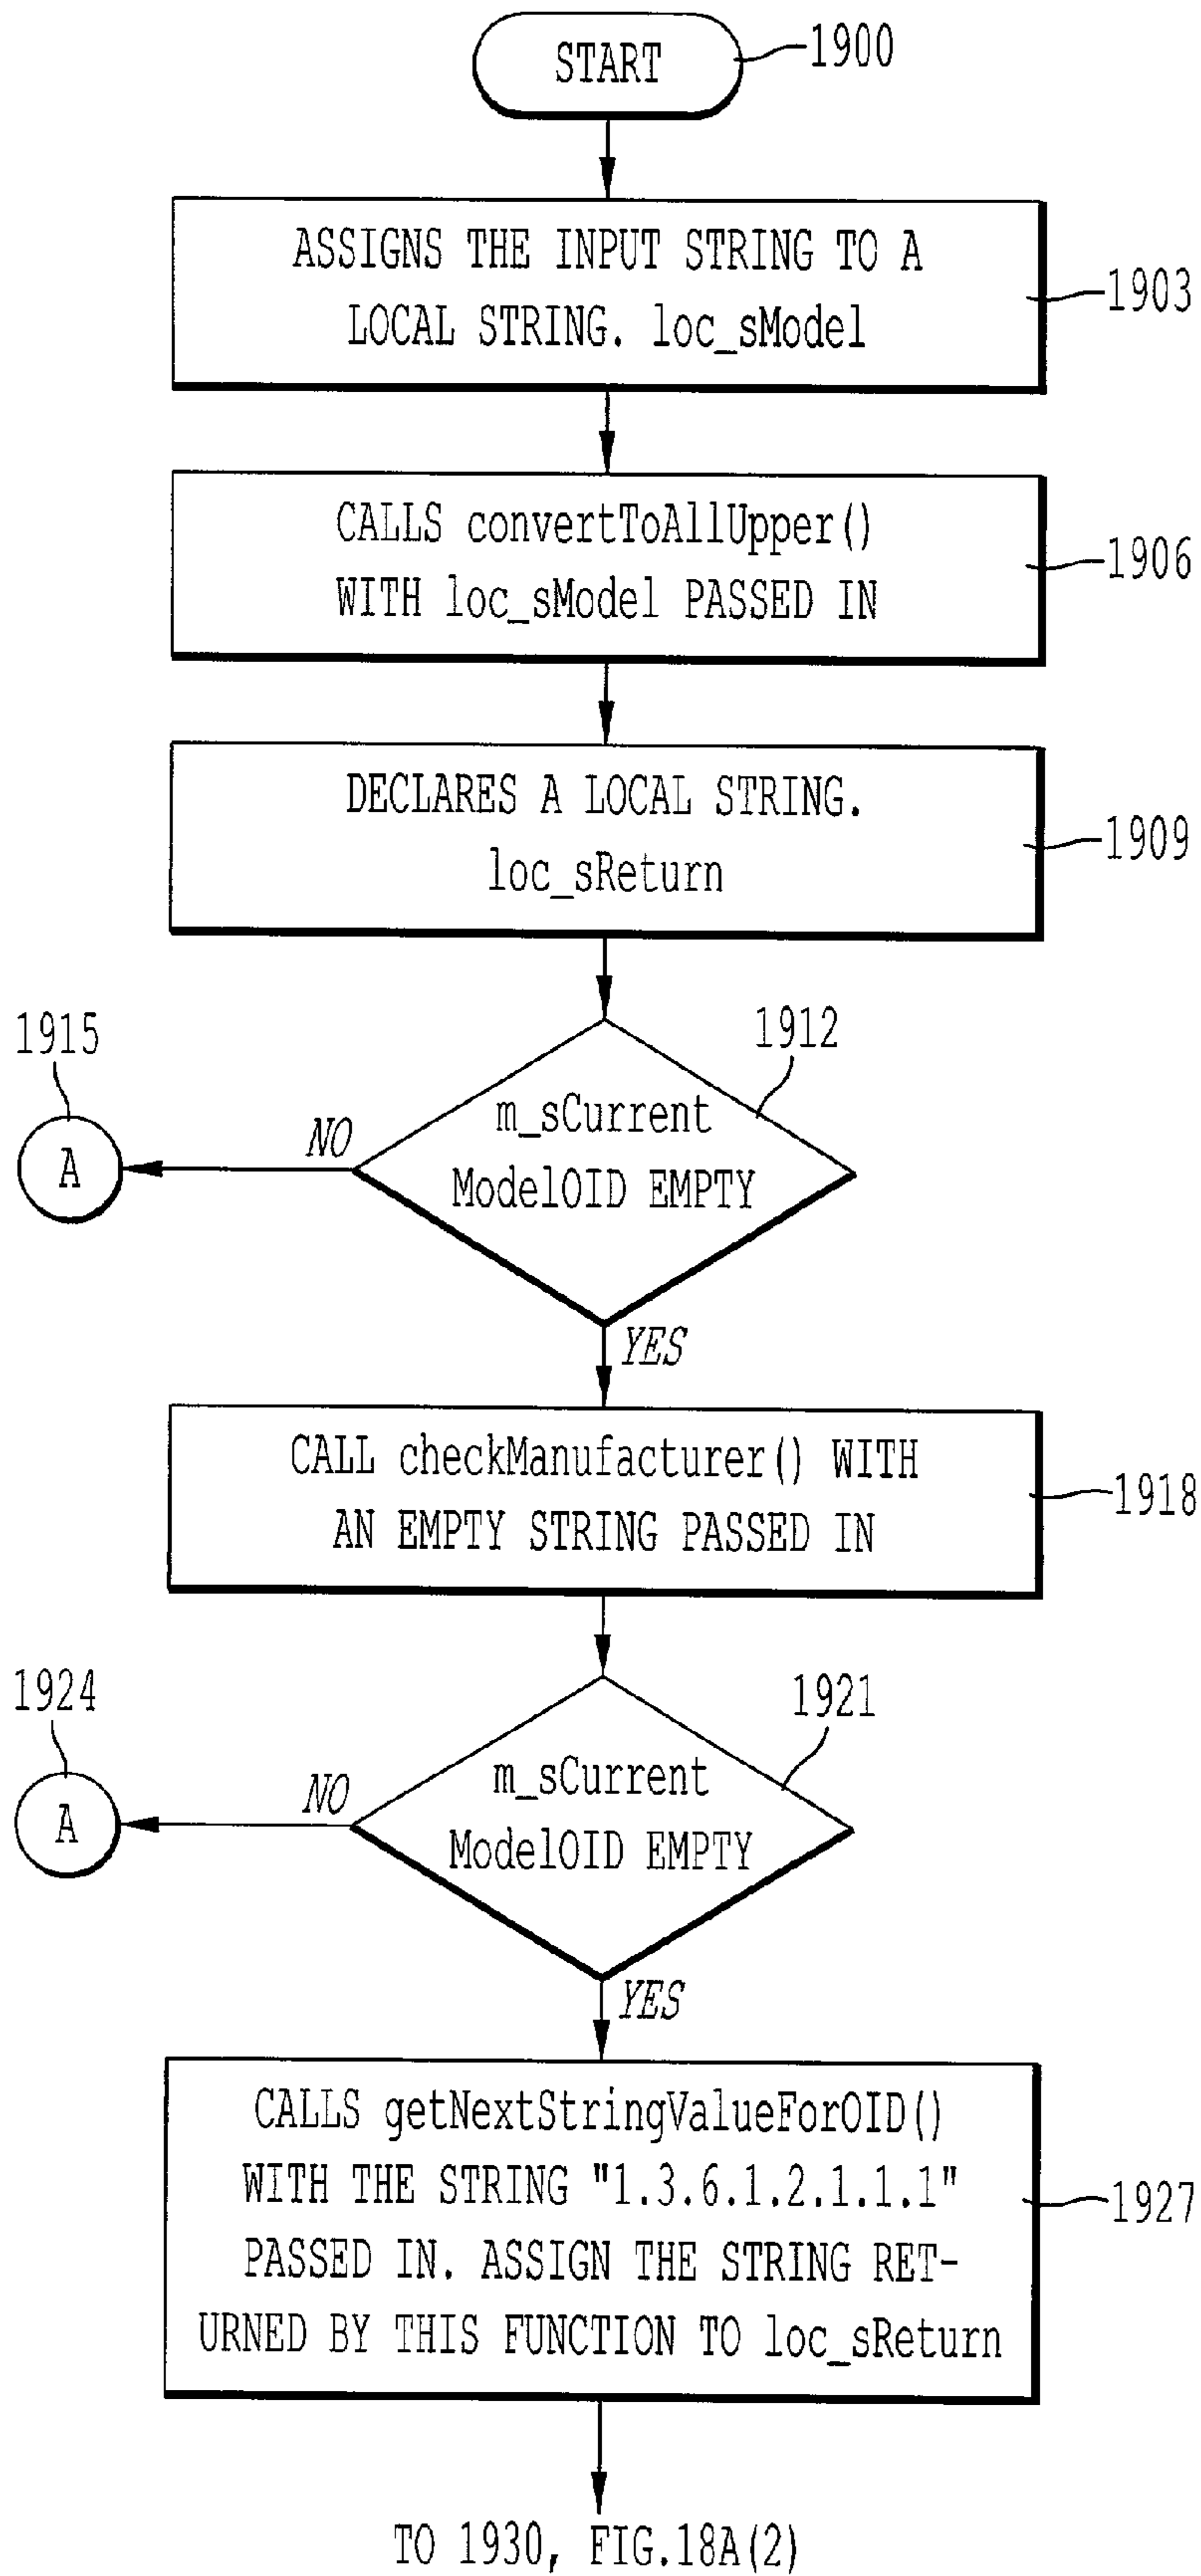 START
1900
ASSIGNS THE INPUT STRING TO A
LOCAL STRING. loc_sModel
1903
CALLS convertToAllUpper()
WITH loc_sModel PASSED IN
1906
DECLARES A LOCAL STRING.
loc_sReturn
1909
1915
A
NO
1912
m_sCurrent
ModelOID EMPTY
YES
CALL checkManufacturer() WITH
AN EMPTY STRING PASSED IN
1918
1924
A
NO
1921
m_sCurrent
ModelOID EMPTY
YES
CALLS getNextStringValueForOID()
WITH THE STRING "1.3.6.1.2.1.1.1"
PASSED IN. ASSIGN THE STRING RET-
URNED BY THIS FUNCTION TO loc_sReturn
1927
TO 1930, FIG.18A(2)